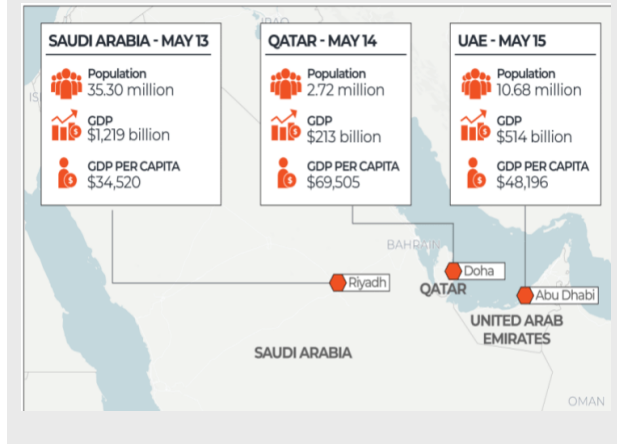 SAUDI ARABIA - MAY 13
Population
35.30 million
GDP
$1,219 billion
GDP PER CAPITA
$34,520
QATAR - MAY 14
Population
2.72 million
GDP
$213 billion
GDP PER CAPITA
$69,505
UAE - MAY 15
Population
10.68 million
GDP
$514 billion
GDP PER CAPITA
$48,196
BAHRAIN
Riyadh
Doha
QATAR
Abu Dhabi
UNITED ARAB
EMIRATES
SAUDI ARABIA
OMAN